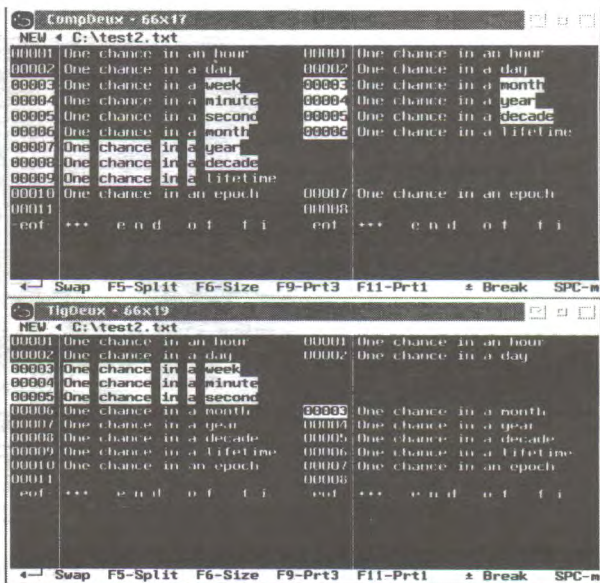 CompDeux - 66x17
NEW ◄ C:\test2.txt
00001 One chance in an hour 00001 One chance in an hour
00002 One chance in a day 00002 One chance in a day
00003 One chance in a week 00003 One chance in a month
00004 One chance in a minute 00004 One chance in a year
00005 One chance in a second 00005 One chance in a decade
00006 One chance in a month 00006 One chance in a lifetime
00007 One chance in a year
00008 One chance in a decade
00009 One chance in a lifetime
00010 One chance in an epoch 00007 One chance in an epoch
00011 00008
-eof- *** e n d o f f i eof *** e n d o f f i
◄─┘ Swap F5-Split F6-Size F9-Prt3 F11-Prt1 ± Break SPC-m
TigDeux - 66x19
NEW ◄ C:\test2.txt
00001 One chance in an hour 00001 One chance in an hour
00002 One chance in a day 00002 One chance in a day
00003 One chance in a week
00004 One chance in a minute
00005 One chance in a second
00006 One chance in a month 00003 One chance in a month
00007 One chance in a year 00004 One chance in a year
00008 One chance in a decade 00005 One chance in a decade
00009 One chance in a lifetime 00006 One chance in a lifetime
00010 One chance in an epoch 00007 One chance in an epoch
00011 00008
-eof- *** e n d o f f i eof *** e n d o f f i
◄─┘ Swap F5-Split F6-Size F9-Prt3 F11-Prt1 ± Break SPC-m